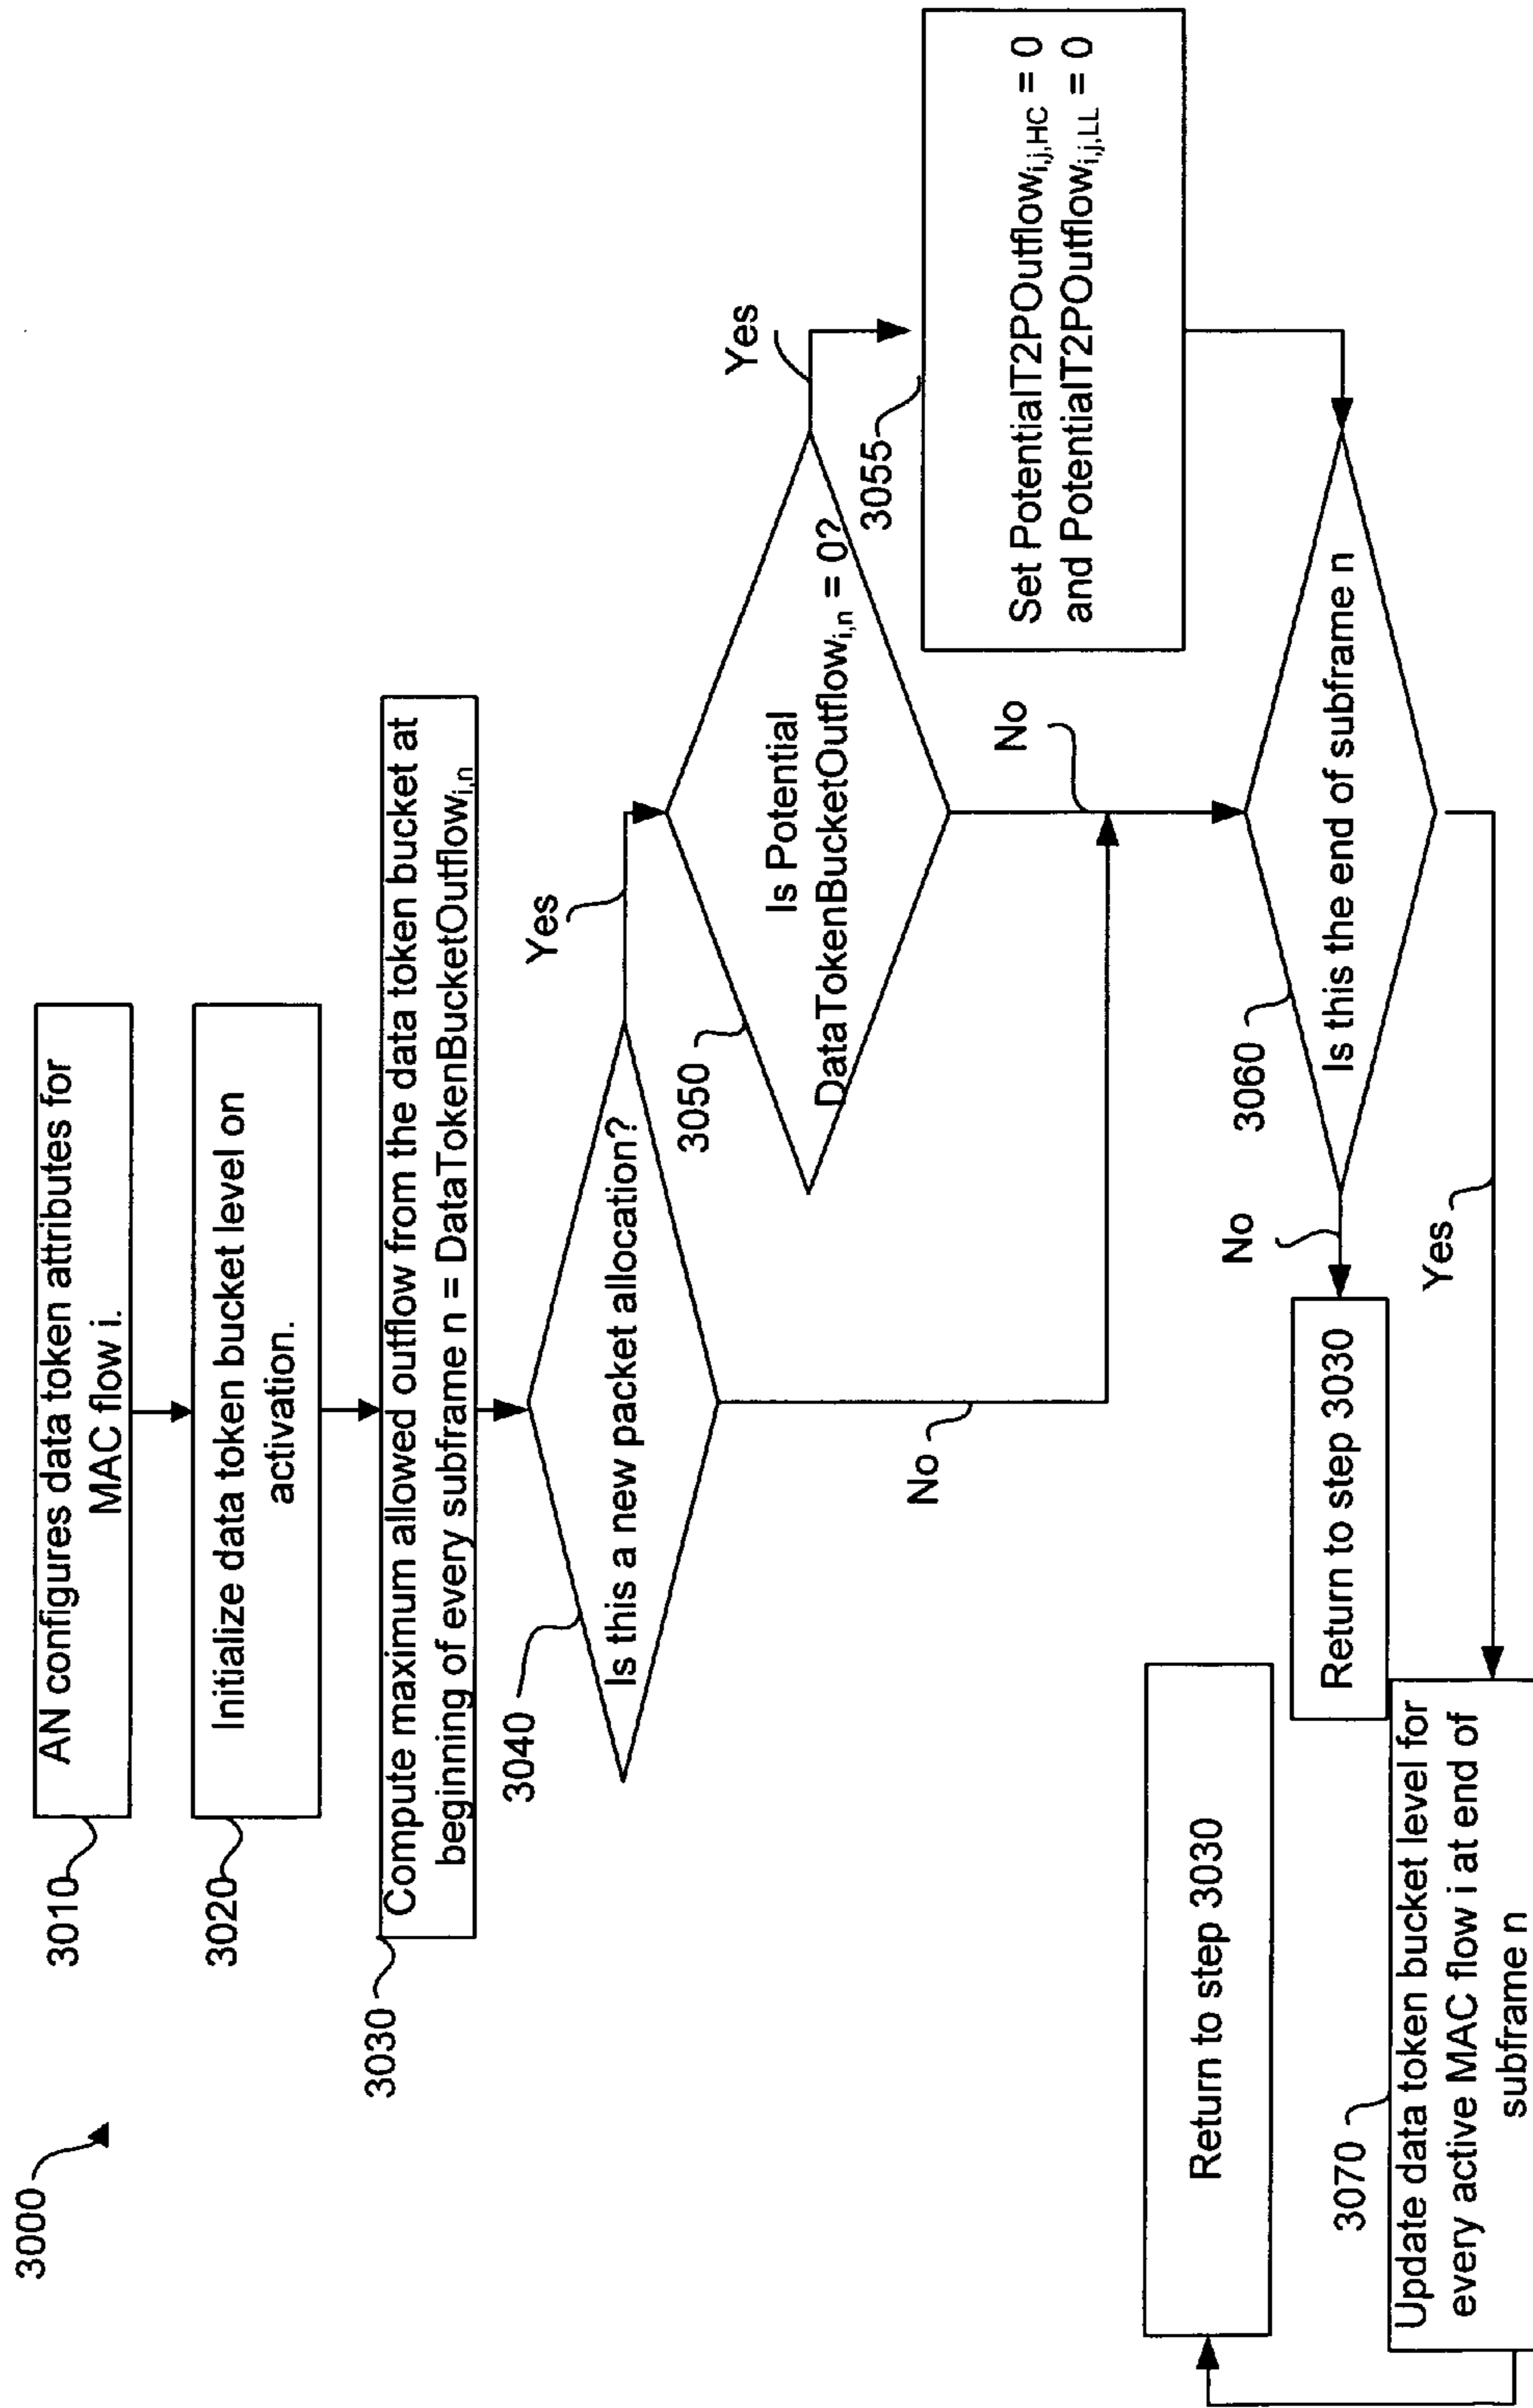 3000
3010
AN configures data token attributes for
MAC flow i.
3020
Initialize data token bucket level on
activation.
3030
Compute maximum allowed outflow from the data token bucket at
beginning of every subframe n = DataTokenBucketOutflowi,n
3040
Is this a new packet allocation?
Yes
No
3050
Is Potential
DataTokenBucketOutflowi,n = 0?
Yes
No
3055
Set PotentialT2POutflowi,j,HC = 0
and PotentialT2POutflowi,j,LL = 0
3060
Is this the end of subframe n
No
Yes
Return to step 3030
Return to step 3030
3070
Update data token bucket level for
every active MAC flow i at end of
subframe n